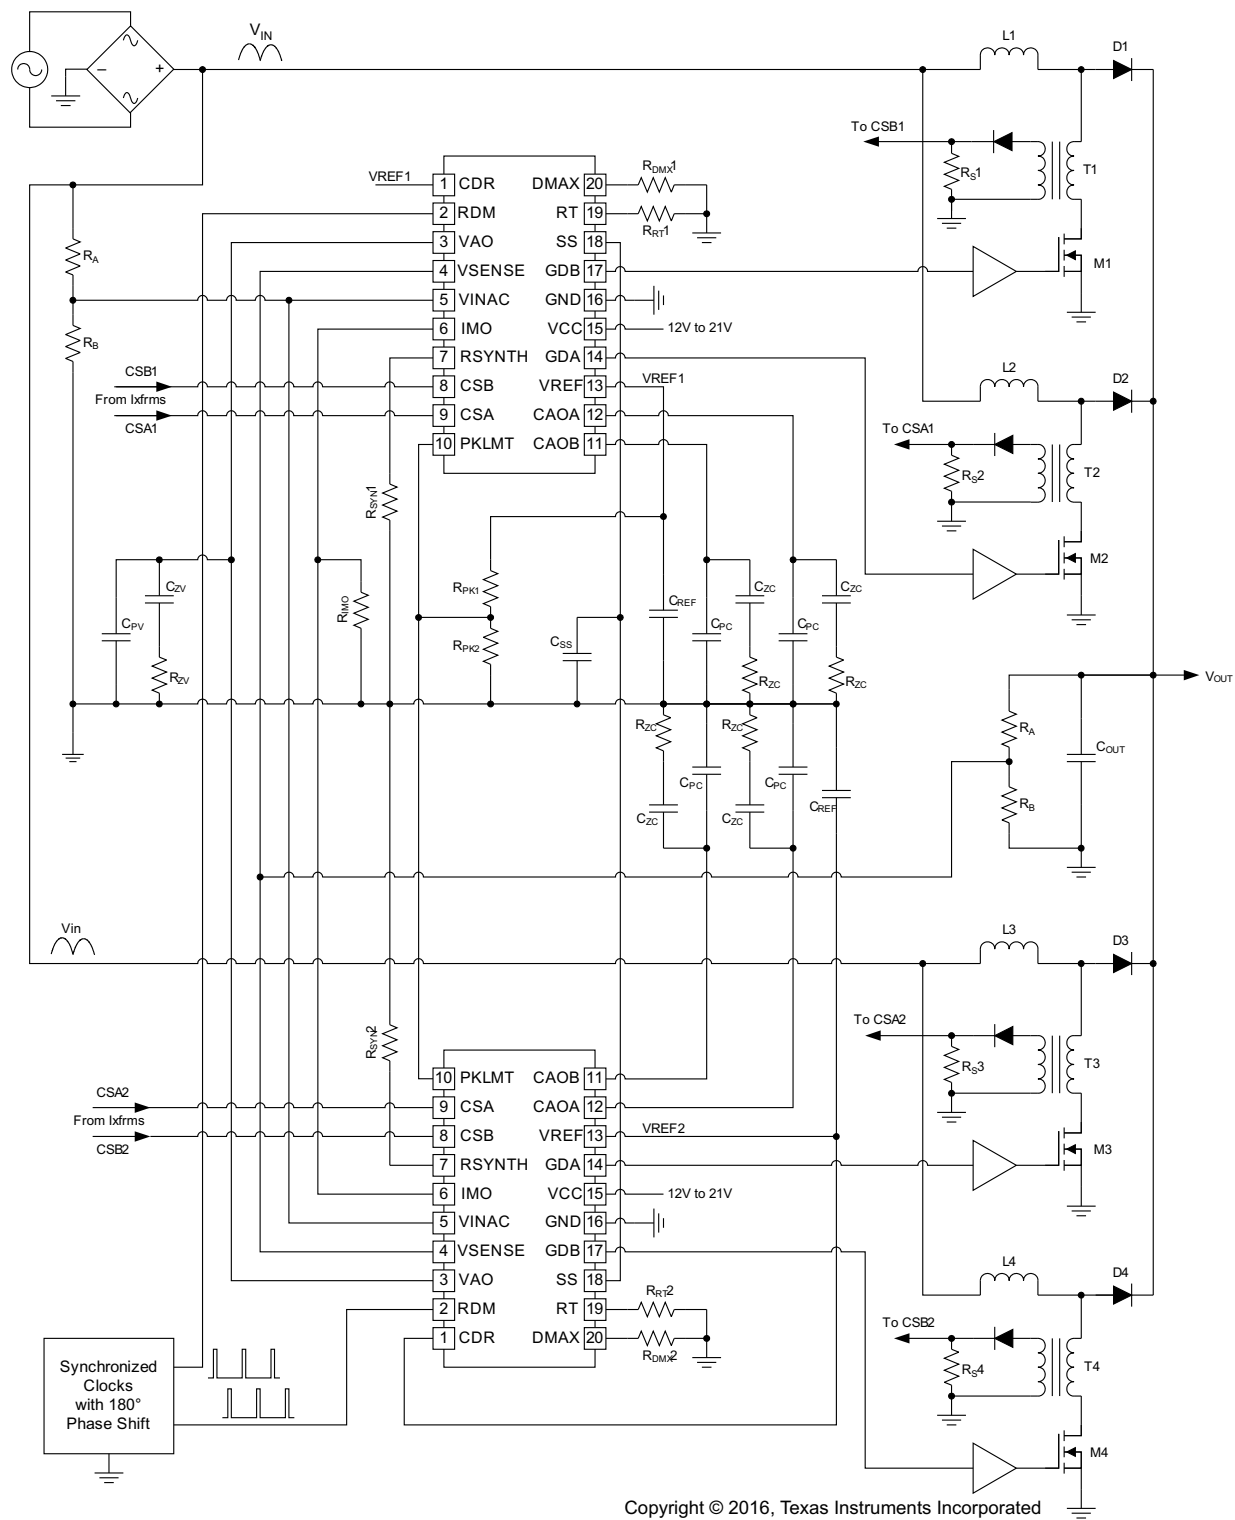 VIN
L1
D1
To CSB1
RS1
T1
M1
VREF1
1 CDR
2 RDM
3 VAO
4 VSENSE
5 VINAC
6 IMO
7 RSYNTH
8 CSB
9 CSA
10 PKLMT
DMAX 20
RT 19
SS 18
GDB 17
GND 16
VCC 15
GDA 14
VREF 13
CAOA 12
CAOB 11
RDMX1
RRT1
12V to 21V
VREF1
RA
RB
CSB1
From Ixfrms
CSA1
L2
D2
To CSA1
RS2
T2
M2
RSYN1
CZV
CPV
RZV
RIMO
RPK1
RPK2
CSS
CREF
CPC
CZC
RZC
CPC
CZC
RZC
RZC
CZC
CPC
RZC
CZC
CPC
CREF
VOUT
RA
RB
COUT
Vin
L3
D3
To CSA2
RS3
T3
M3
RSYN2
CSA2
From Ixfrms
CSB2
10 PKLMT
9 CSA
8 CSB
7 RSYNTH
6 IMO
5 VINAC
4 VSENSE
3 VAO
2 RDM
1 CDR
CAOB 11
CAOA 12
VREF 13
GDA 14
VCC 15
GND 16
GDB 17
SS 18
RT 19
DMAX 20
VREF2
12V to 21V
RRT2
RDMX2
L4
D4
To CSB2
RS4
T4
M4
Synchronized
Clocks
with 180°
Phase Shift
Copyright © 2016, Texas Instruments Incorporated